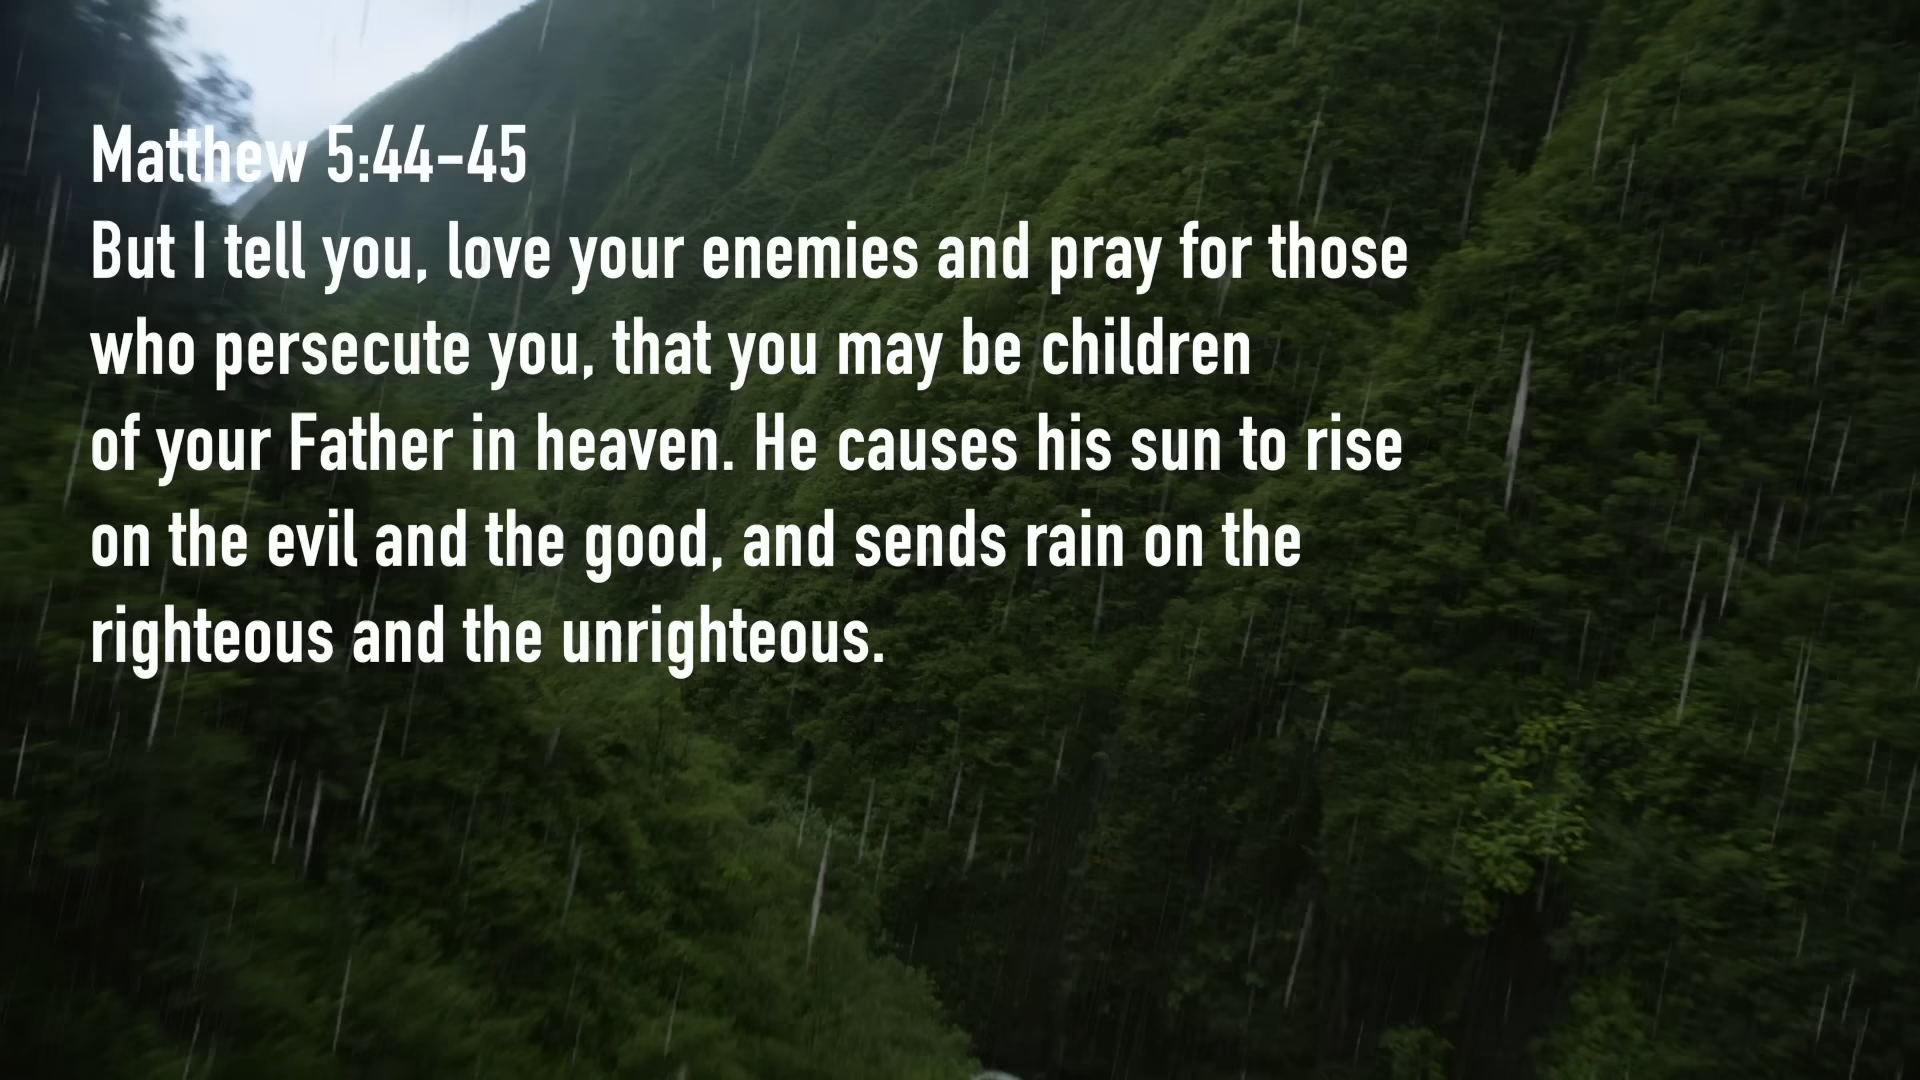 Matthew 5:44–45
But I tell you, love your enemies and pray for those
who persecute you, that you may be children
of your Father in heaven. He causes his sun to rise
on the evil and the good, and sends rain on the
righteous and the unrighteous.